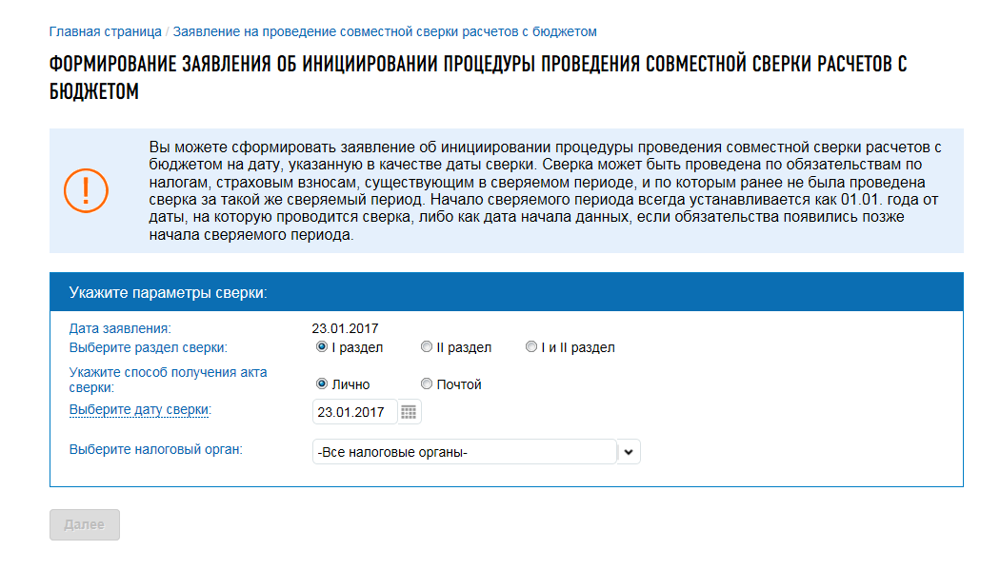 Главная страница / Заявление на проведение совместной сверки расчетов с бюджетом
ФОРМИРОВАНИЕ ЗАЯВЛЕНИЯ ОБ ИНИЦИИРОВАНИИ ПРОЦЕДУРЫ ПРОВЕДЕНИЯ СОВМЕСТНОЙ СВЕРКИ РАСЧЕТОВ С
БЮДЖЕТОМ
Вы можете сформировать заявление об инициировании процедуры проведения совместной сверки расчетов с
бюджетом на дату, указанную в качестве даты сверки. Сверка может быть проведена по обязательствам по
налогам, страховым взносам, существующим в сверяемом периоде, и по которым ранее не была проведена
сверка за такой же сверяемый период. Начало сверяемого периода всегда устанавливается как 01.01. года от
даты, на которую проводится сверка, либо как дата начала данных, если обязательства появились позже
начала сверяемого периода.
Укажите параметры сверки:
Дата заявления: 23.01.2017
Выберите раздел сверки: I раздел II раздел I и II раздел
Укажите способ получения акта
сверки: Лично Почтой
Выберите дату сверки: 23.01.2017
Выберите налоговый орган: -Все налоговые органы-
Далее